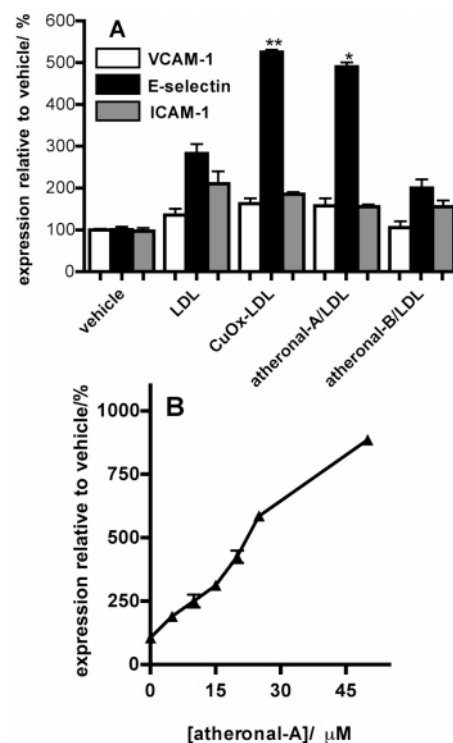 A
expression relative to vehicle/ %
600
500
400
300
200
100
0
VCAM-1
E-selectin
ICAM-1
**
*
vehicle
LDL
CuOx-LDL
atheronal-A/LDL
atheronal-B/LDL
B
expression relative to vehicle/%
1000
750
500
250
0
0 15 30 45
[atheronal-A]/ μM